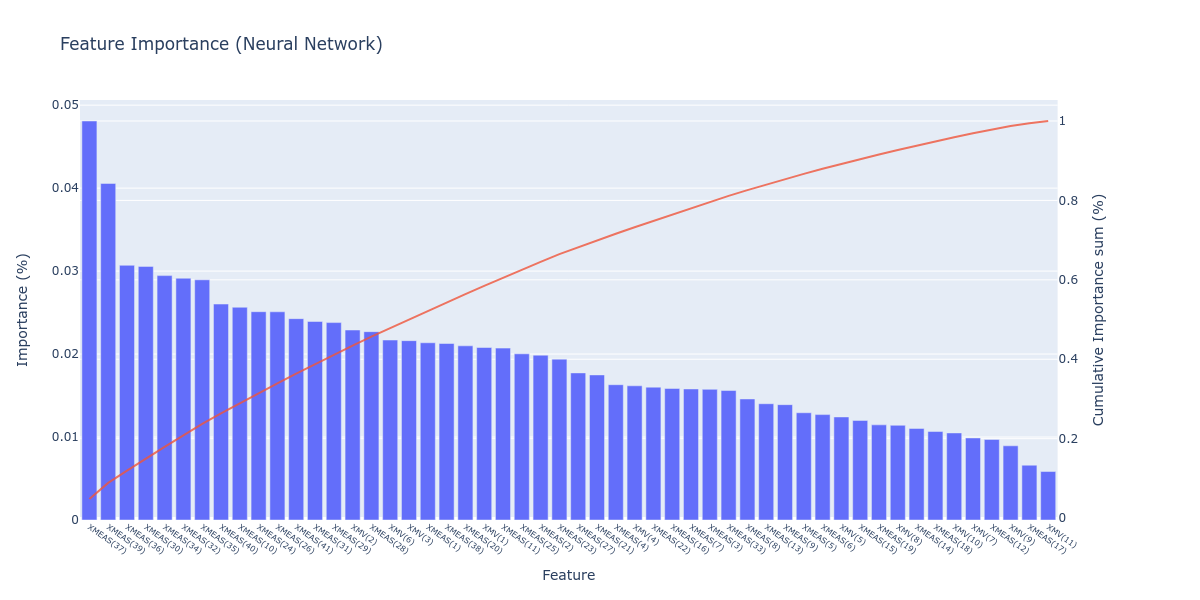 Feature Importance (Neural Network)
0.05
0.04
0.03
0.02
0.01
0
1
0.8
0.6
0.4
0.2
0
Importance (%)
Cumulative Importance sum (%)
XMEAS(37)
XMEAS(39)
XMEAS(36)
XMEAS(30)
XMEAS(34)
XMEAS(32)
XMEAS(35)
XMEAS(40)
XMEAS(10)
XMEAS(24)
XMEAS(26)
XMEAS(41)
XMEAS(31)
XMEAS(29)
XMV(2)
XMEAS(28)
XMV(6)
XMV(3)
XMEAS(1)
XMEAS(38)
XMEAS(20)
XMV(1)
XMEAS(11)
XMEAS(25)
XMEAS(2)
XMEAS(23)
XMEAS(27)
XMEAS(21)
XMEAS(4)
XMV(4)
XMEAS(22)
XMEAS(16)
XMEAS(7)
XMEAS(3)
XMEAS(33)
XMEAS(8)
XMEAS(13)
XMEAS(9)
XMEAS(5)
XMEAS(6)
XMV(5)
XMEAS(15)
XMEAS(19)
XMV(8)
XMEAS(14)
XMEAS(18)
XMV(10)
XMV(7)
XMEAS(12)
XMV(9)
XMEAS(17)
XMV(11)
Feature